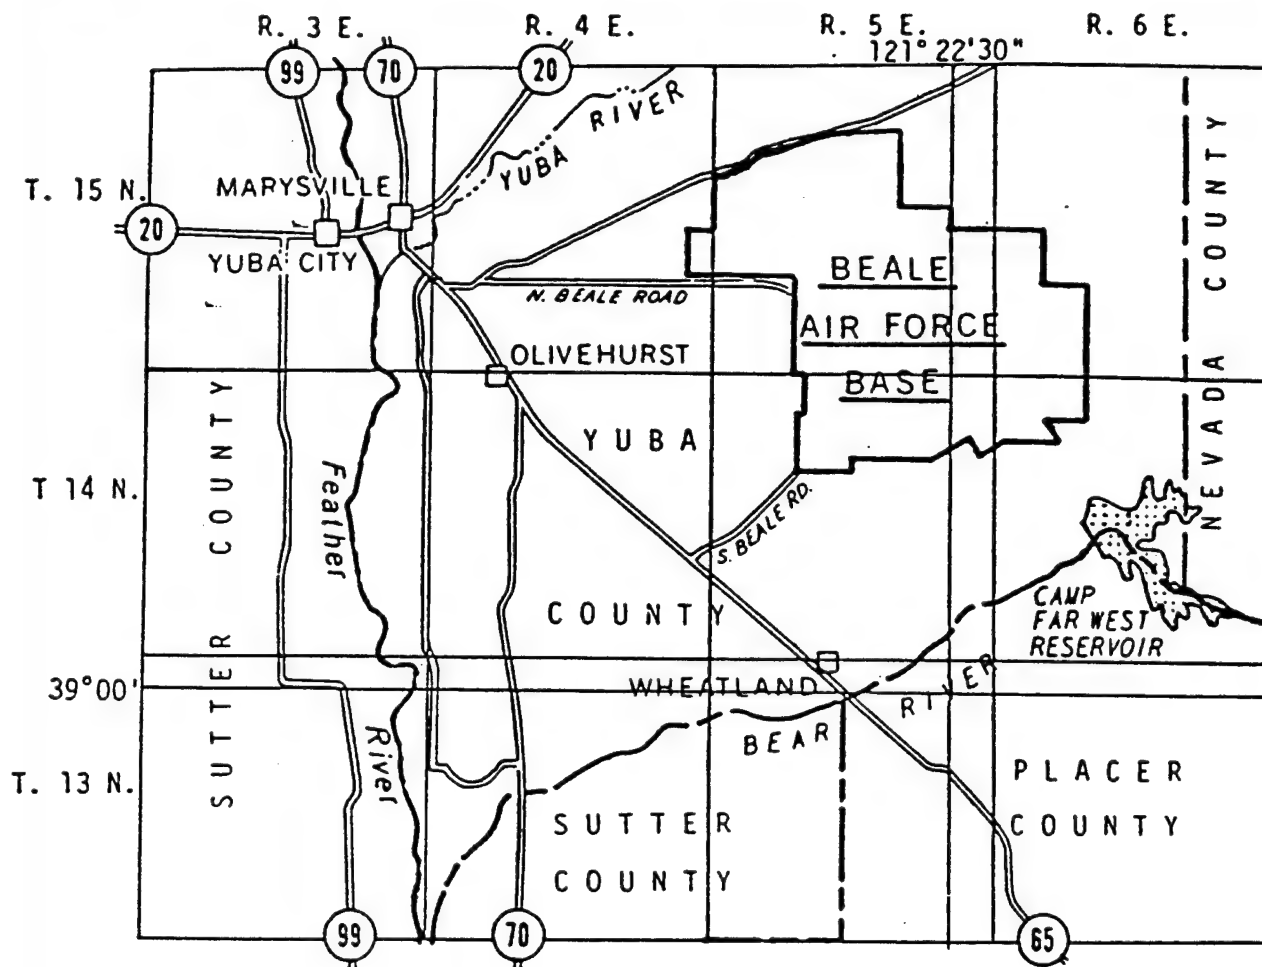 R. 3 E.
R. 4 E.
R. 5 E.
R. 6 E.
121° 22'30"
99
70
20
YUBA RIVER
T. 15 N.
MARYSVILLE
20
YUBA CITY
N. BEALE ROAD
BEALE
AIR FORCE
BASE
NEVADA COUNTY
OLIVEHURST
YUBA
COUNTY
SUTTER COUNTY
T 14 N.
Feather
River
S. BEALE RD.
CAMP
FAR WEST
RESERVOIR
39°00'
WHEATLAND
BEAR
RIVER
T. 13 N.
SUTTER
COUNTY
PLACER
COUNTY
99
70
65